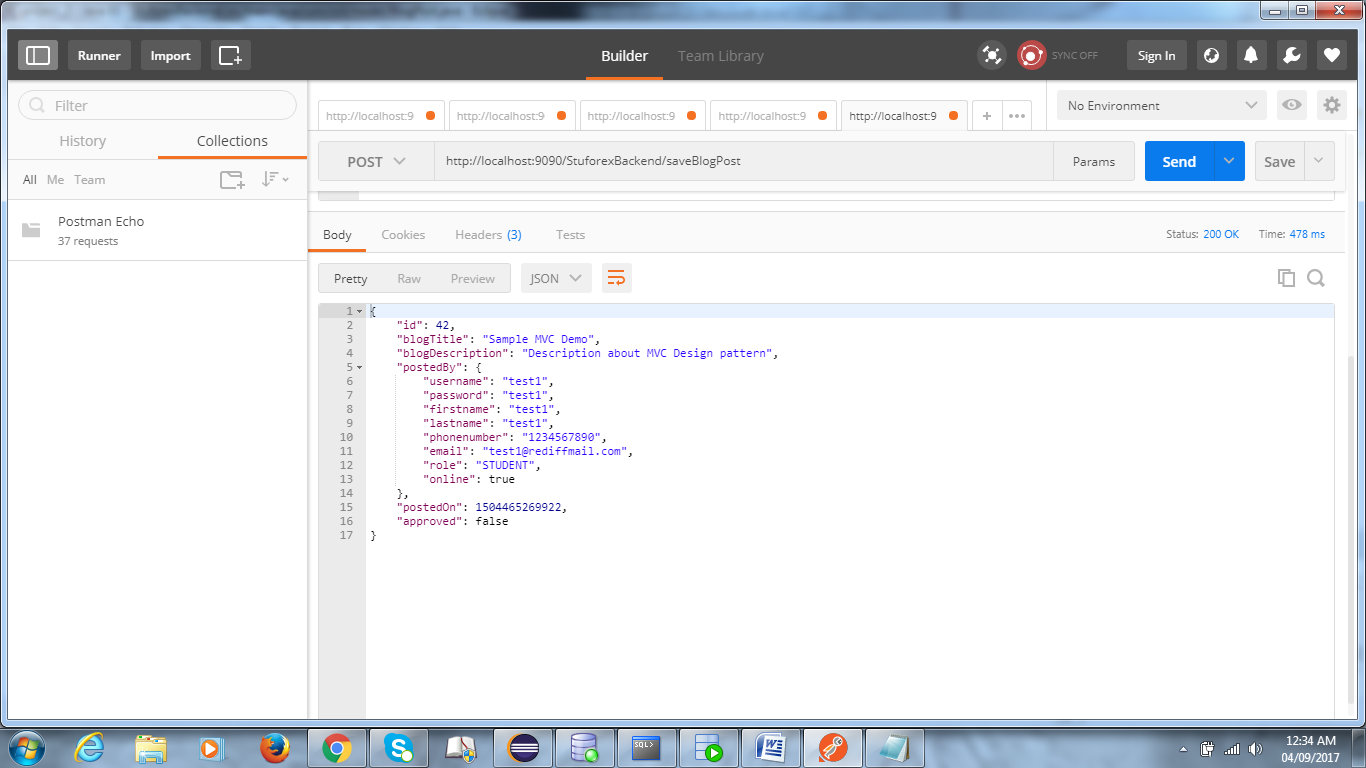 Runner Import Builder Team Library SYNC OFF Sign In
Filter
History Collections
All Me Team
Postman Echo
37 requests
http://localhost:9 http://localhost:9 http://localhost:9 http://localhost:9 http://localhost:9 + •••
No Environment
POST http://localhost:9090/StuforexBackend/saveBlogPost Params Send Save
Body Cookies Headers (3) Tests Status: 200 OK Time: 478 ms
Pretty Raw Preview JSON
1 {
2 "id": 42,
3 "blogTitle": "Sample MVC Demo",
4 "blogDescription": "Description about MVC Design pattern",
5 "postedBy": {
6 "username": "test1",
7 "password": "test1",
8 "firstname": "test1",
9 "lastname": "test1",
10 "phonenumber": "1234567890",
11 "email": "test1@rediffmail.com",
12 "role": "STUDENT",
13 "online": true
14 },
15 "postedOn": 1504465269922,
16 "approved": false
17 }
SQL>
12:34 AM
04/09/2017